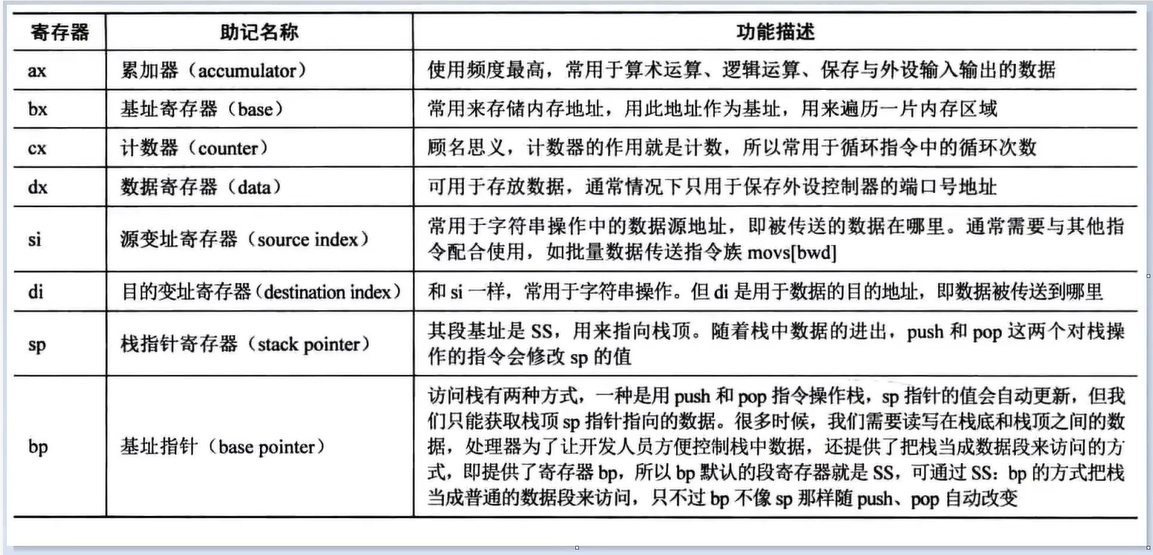 寄存器 助记名称 功能描述
ax 累加器（accumulator） 使用频度最高，常用于算术运算、逻辑运算、保存与外设输入输出的数据
bx 基址寄存器（base） 常用来存储内存地址，用此地址作为基址，用来遍历一片内存区域
cx 计数器（counter） 顾名思义，计数器的作用就是计数，所以常用于循环指令中的循环次数
dx 数据寄存器（data） 可用于存放数据，通常情况下只用于保存外设控制器的端口号地址
si 源变址寄存器（source index） 常用于字符串操作中的数据源地址，即被传送的数据在哪里。通常需要与其他指
令配合使用，如批量数据传送指令族 movs[bwd]
di 目的变址寄存器（destination index） 和 si 一样，常用于字符串操作。但 di 是用于数据的目的地址，即数据被传送到哪里
sp 栈指针寄存器（stack pointer） 其段基址是 SS，用来指向栈顶。随着栈中数据的进出，push 和 pop 这两个对栈操
作的指令会修改 sp 的值
bp 基址指针（base pointer） 访问栈有两种方式，一种是用 push 和 pop 指令操作栈，sp 指针的值会自动更新，但我
们只能获取栈顶 sp 指针指向的数据。很多时候，我们需要读写在栈底和栈顶之间的数
据，处理器为了让开发人员方便控制栈中数据，还提供了把栈当成数据段来访问的方
式，即提供了寄存器 bp，所以 bp 默认的段寄存器就是 SS，可通过 SS：bp 的方式把栈
当成普通的数据段来访问，只不过 bp 不像 sp 那样随 push、pop 自动改变